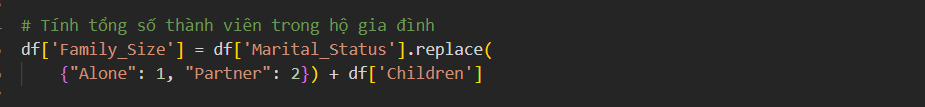 # Tính tổng số thành viên trong hộ gia đình
df['Family_Size'] = df['Marital_Status'].replace(
{"Alone": 1, "Partner": 2}) + df['Children']